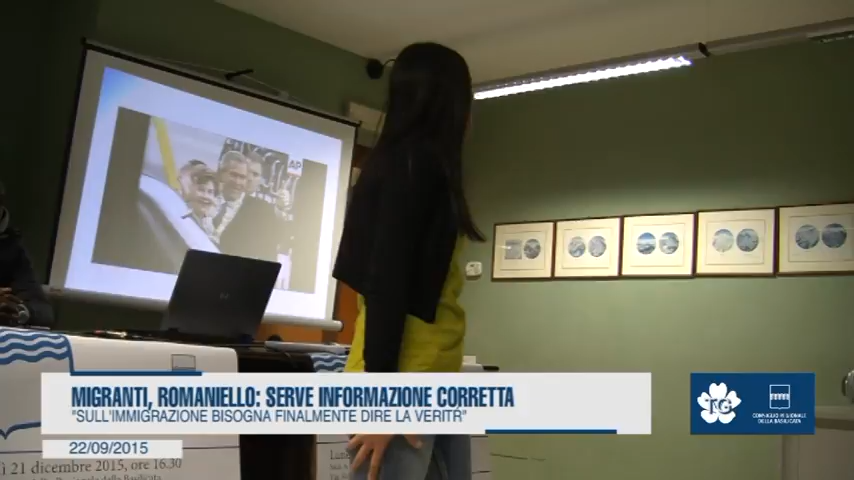 AP
MIGRANTI, ROMANIELLO: SERVE INFORMAZIONE CORRETTA
"SULL'IMMIGRAZIONE BISOGNA FINALMENTE DIRE LA VERITR"
22/09/2015
CONSIGLIO REGIONALE
DELLA BASILICATA
21 dicembre 2015, ore 16.30